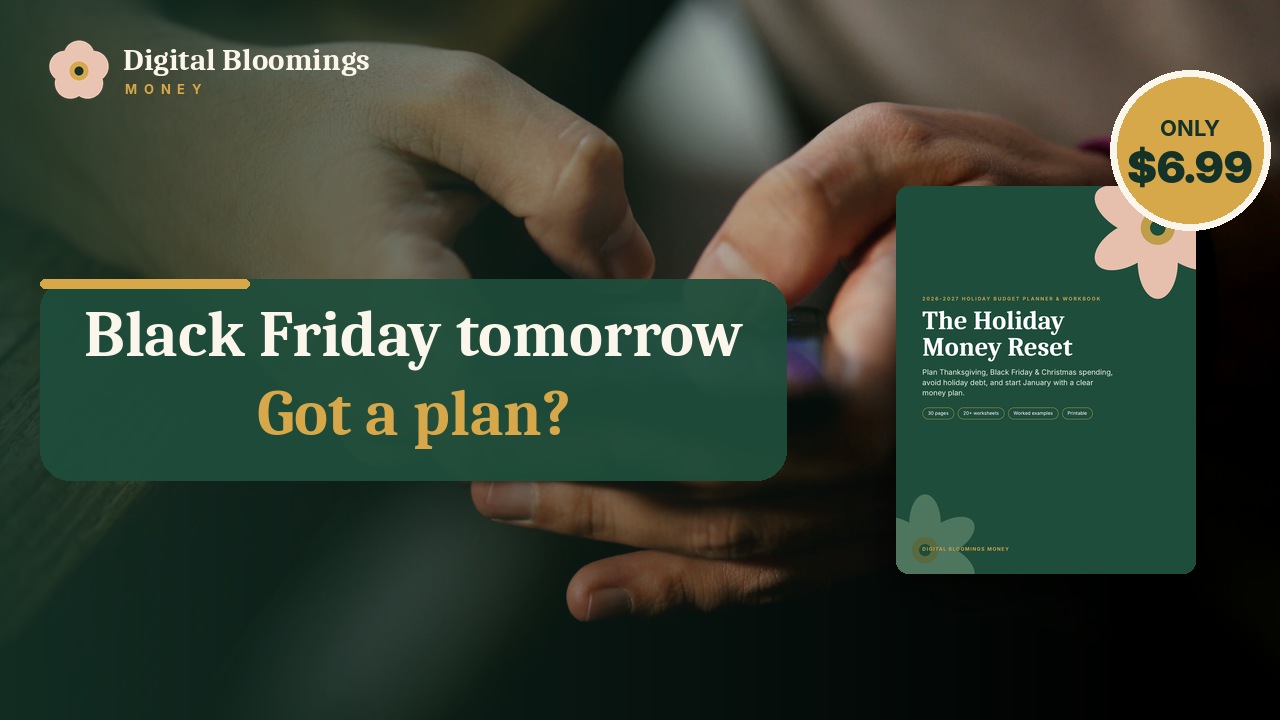 Digital Bloomings
MONEY
ONLY
$6.99
Black Friday tomorrow
Got a plan?
2026-2027 HOLIDAY BUDGET PLANNER & WORKBOOK
The Holiday
Money Reset
Plan Thanksgiving, Black Friday & Christmas spending,
avoid holiday debt, and start January with a clear
money plan.
30 pages 20+ worksheets Worked examples Printable
DIGITAL BLOOMINGS MONEY